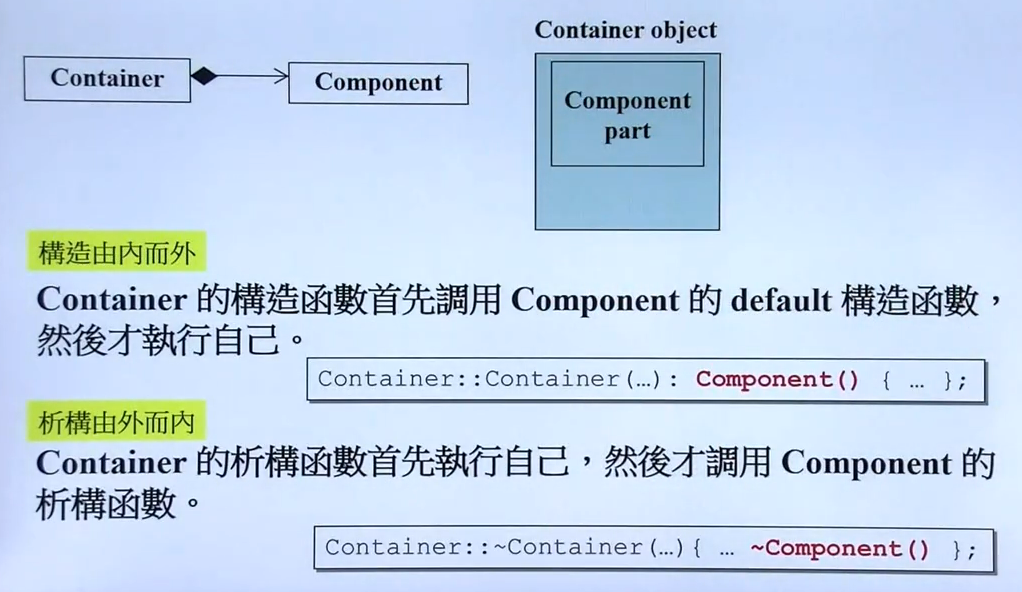 Container object
Container
Component
Component
part
構造由內而外
Container 的構造函數首先調用 Component 的 default 構造函數，
然後才執行自己。
Container::Container(…): Component() { … };
析構由外而內
Container 的析構函數首先執行自己，然後才調用 Component 的
析構函數。
Container::~Container(…){ … ~Component() };